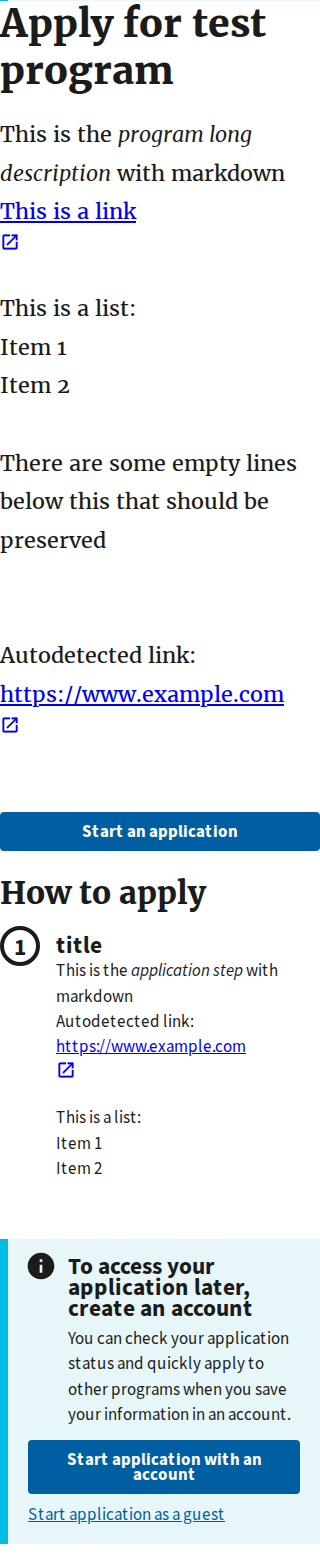 Apply for test
program
This is the program long
description with markdown
This is a link
This is a list:
Item 1
Item 2
There are some empty lines
below this that should be
preserved
Autodetected link:
https://www.example.com
Start an application
How to apply
1
title
This is the application step with
markdown
Autodetected link:
https://www.example.com
This is a list:
Item 1
Item 2
To access your
application later,
create an account
You can check your application
status and quickly apply to
other programs when you save
your information in an account.
Start application with an
account
Start application as a guest